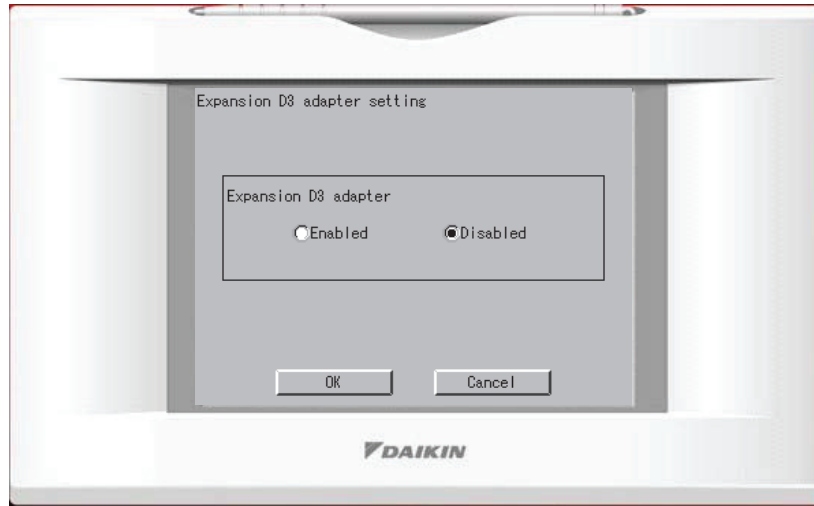 Expansion D3 adapter setting
Expansion D3 adapter
Enabled Disabled
OK Cancel
DAIKIN